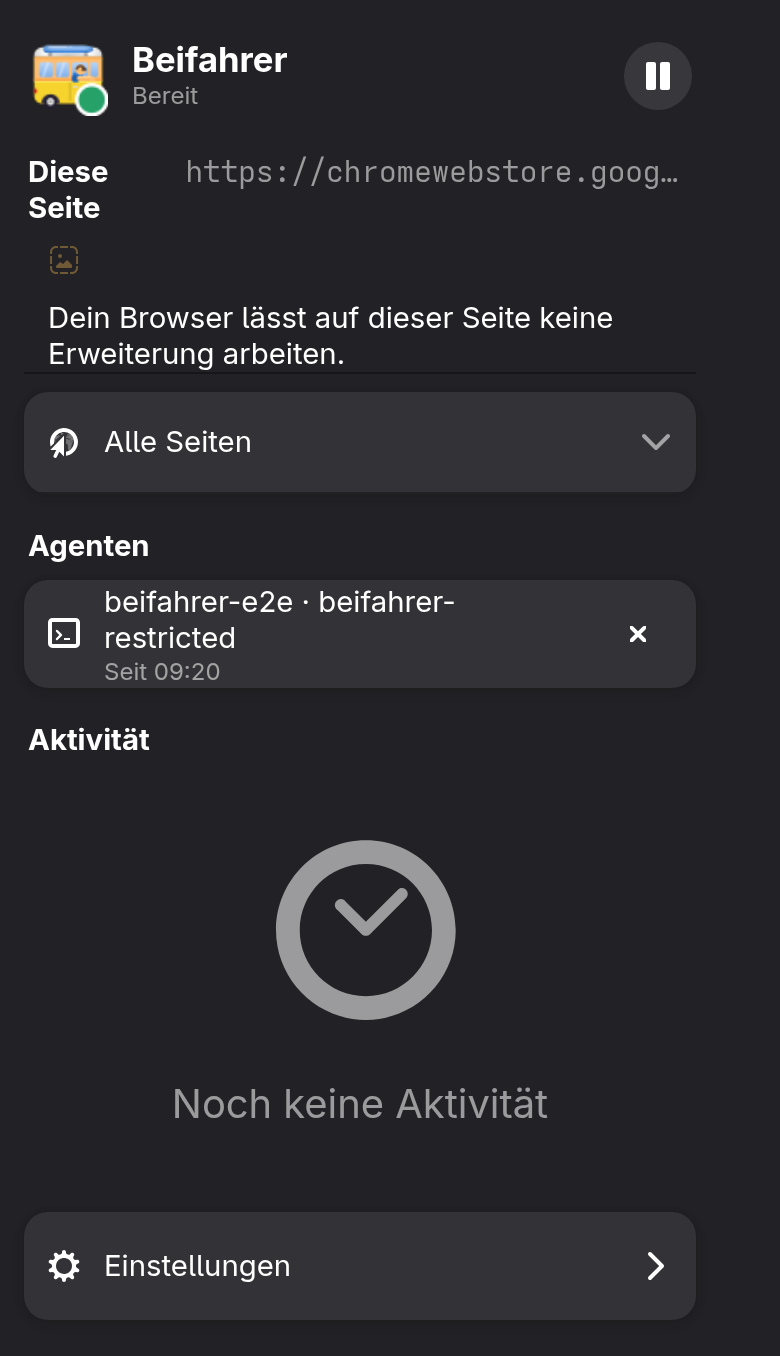 Beifahrer
Bereit
Diese
Seite
https://chromewebstore.goog…
Dein Browser lässt auf dieser Seite keine
Erweiterung arbeiten.
Alle Seiten
Agenten
beifahrer-e2e · beifahrer-
restricted
Seit 09:20
Aktivität
Noch keine Aktivität
Einstellungen